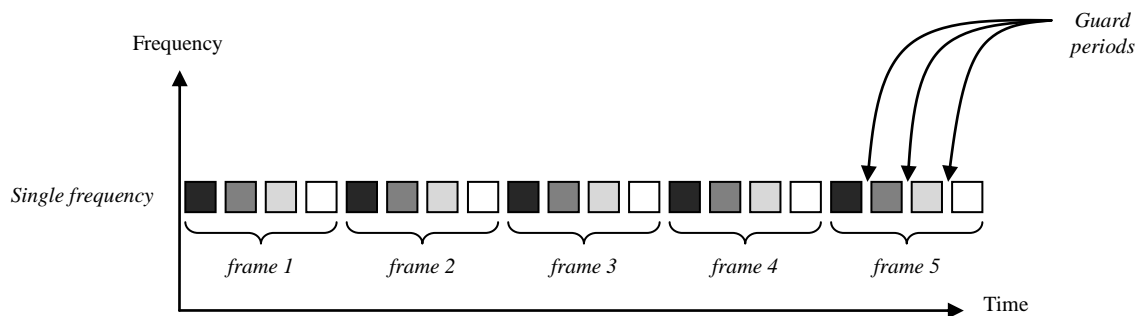 Guard
periods
Frequency
Single frequency
frame 1
frame 2
frame 3
frame 4
frame 5
Time